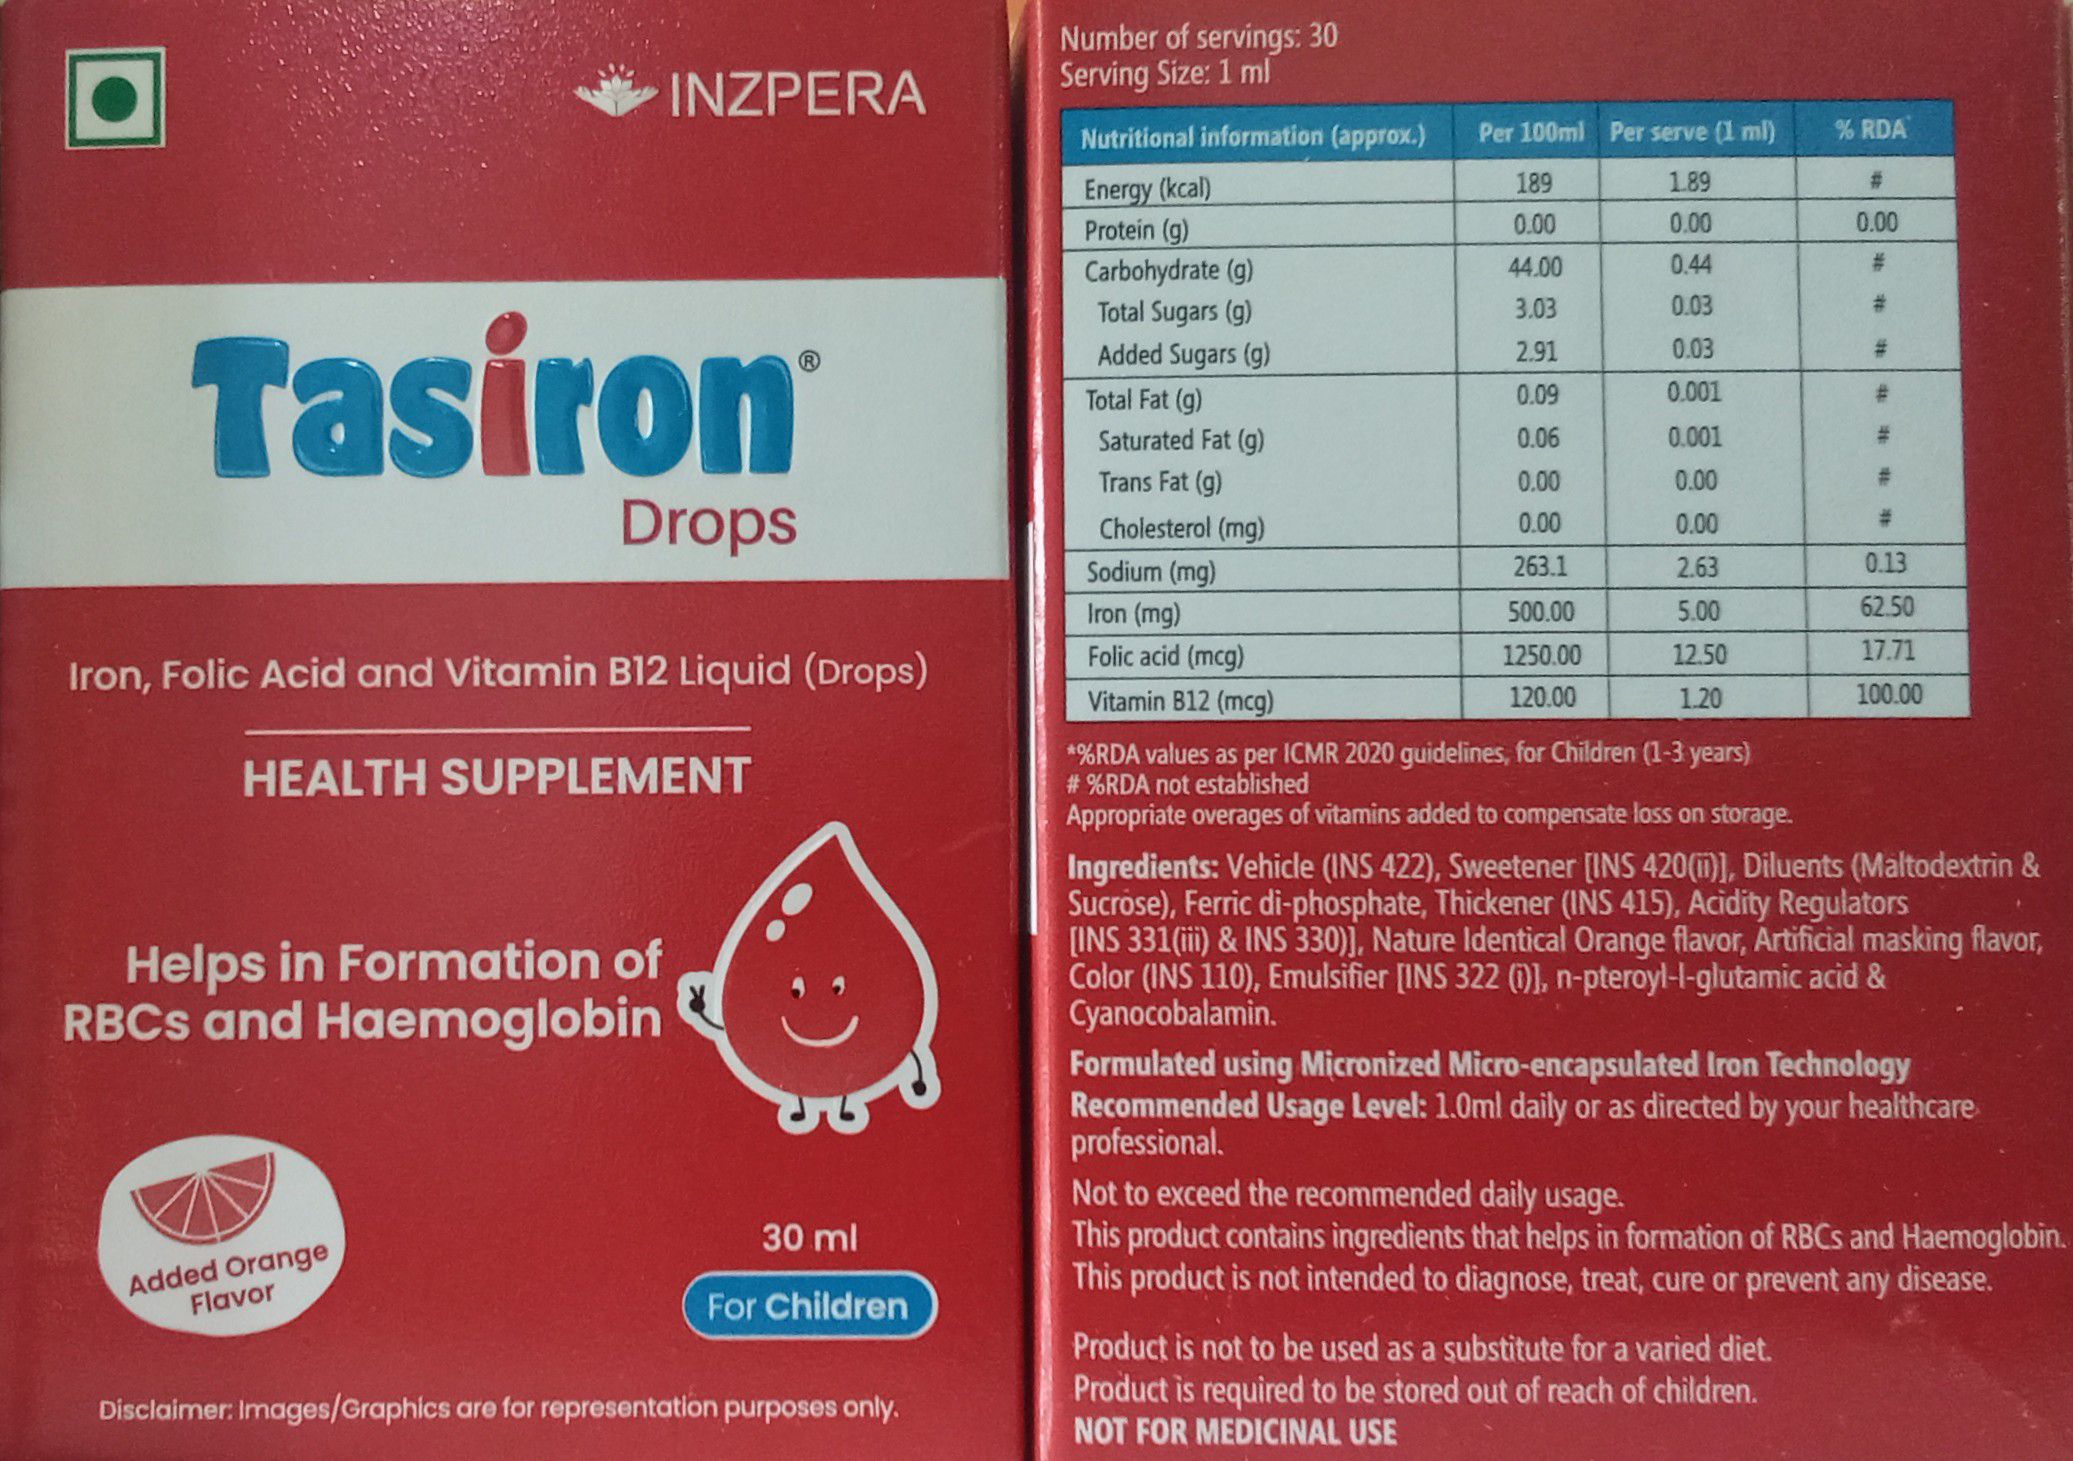 INZPERA
Tasiron®
Drops
Iron, Folic Acid and Vitamin B12 Liquid (Drops)
HEALTH SUPPLEMENT
Helps in Formation of
RBCs and Haemoglobin
Added Orange
Flavor
30 ml
For Children
Disclaimer: Images/Graphics are for representation purposes only.
Number of servings: 30
Serving Size: 1 ml
Nutritional information (approx.) Per 100ml Per serve (1 ml) % RDA*
Energy (kcal) 189 1.89 #
Protein (g) 0.00 0.00 0.00
Carbohydrate (g) 44.00 0.44 #
Total Sugars (g) 3.03 0.03 #
Added Sugars (g) 2.91 0.03 #
Total Fat (g) 0.09 0.001 #
Saturated Fat (g) 0.06 0.001 #
Trans Fat (g) 0.00 0.00 #
Cholesterol (mg) 0.00 0.00 #
Sodium (mg) 263.1 2.63 0.13
Iron (mg) 500.00 5.00 62.50
Folic acid (mcg) 1250.00 12.50 17.71
Vitamin B12 (mcg) 120.00 1.20 100.00
*%RDA values as per ICMR 2020 guidelines, for Children (1-3 years)
# %RDA not established
Appropriate overages of vitamins added to compensate loss on storage.
Ingredients: Vehicle (INS 422), Sweetener [INS 420(ii)], Diluents (Maltodextrin &
Sucrose), Ferric di-phosphate, Thickener (INS 415), Acidity Regulators
[INS 331(iii) & INS 330)], Nature Identical Orange flavor, Artificial masking flavor,
Color (INS 110), Emulsifier [INS 322 (i)], n-pteroyl-l-glutamic acid &
Cyanocobalamin.
Formulated using Micronized Micro-encapsulated Iron Technology
Recommended Usage Level: 1.0ml daily or as directed by your healthcare
professional.
Not to exceed the recommended daily usage.
This product contains ingredients that helps in formation of RBCs and Haemoglobin.
This product is not intended to diagnose, treat, cure or prevent any disease.
Product is not to be used as a substitute for a varied diet.
Product is required to be stored out of reach of children.
NOT FOR MEDICINAL USE